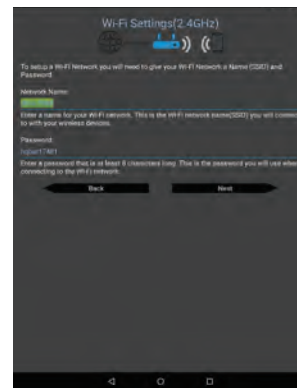 Wi-Fi Settings(2.4GHz)
To setup a Wi-Fi Network you will need to give your Wi-Fi Network a Name (SSID) and
Password.
Network Name:
Enter a name for your Wi-Fi network. This is the Wi-Fi network name(SSID) you will connec
to with your wireless devices.
Password:
Enter a password that is at least 8 characters long. This is the password you will use when
connecting to the Wi-Fi network.
Back
Next